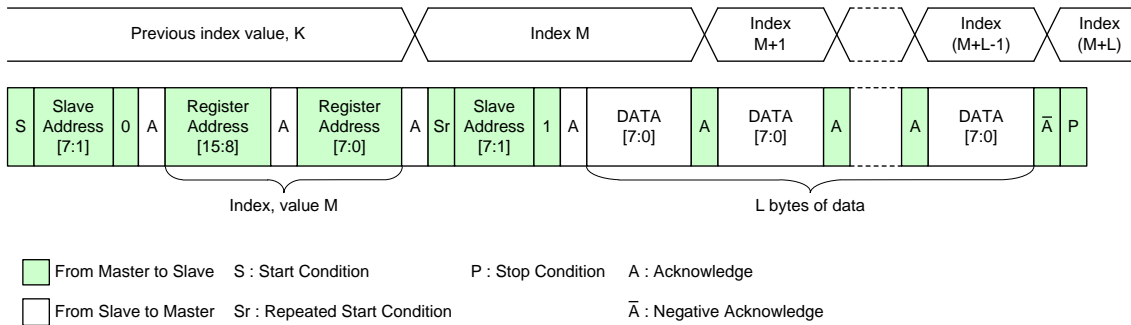 Previous index value, K
Index M
Index
M+1
Index
(M+L-1)
Index
(M+L)
S
Slave
Address
[7:1]
0
A
Register
Address
[15:8]
A
Register
Address
[7:0]
A
Sr
Slave
Address
[7:1]
1
A
DATA
[7:0]
A
DATA
[7:0]
A
A
DATA
[7:0]
A̅
P
Index, value M
L bytes of data
From Master to Slave
S : Start Condition
P : Stop Condition
A : Acknowledge
From Slave to Master
Sr : Repeated Start Condition
A̅ : Negative Acknowledge